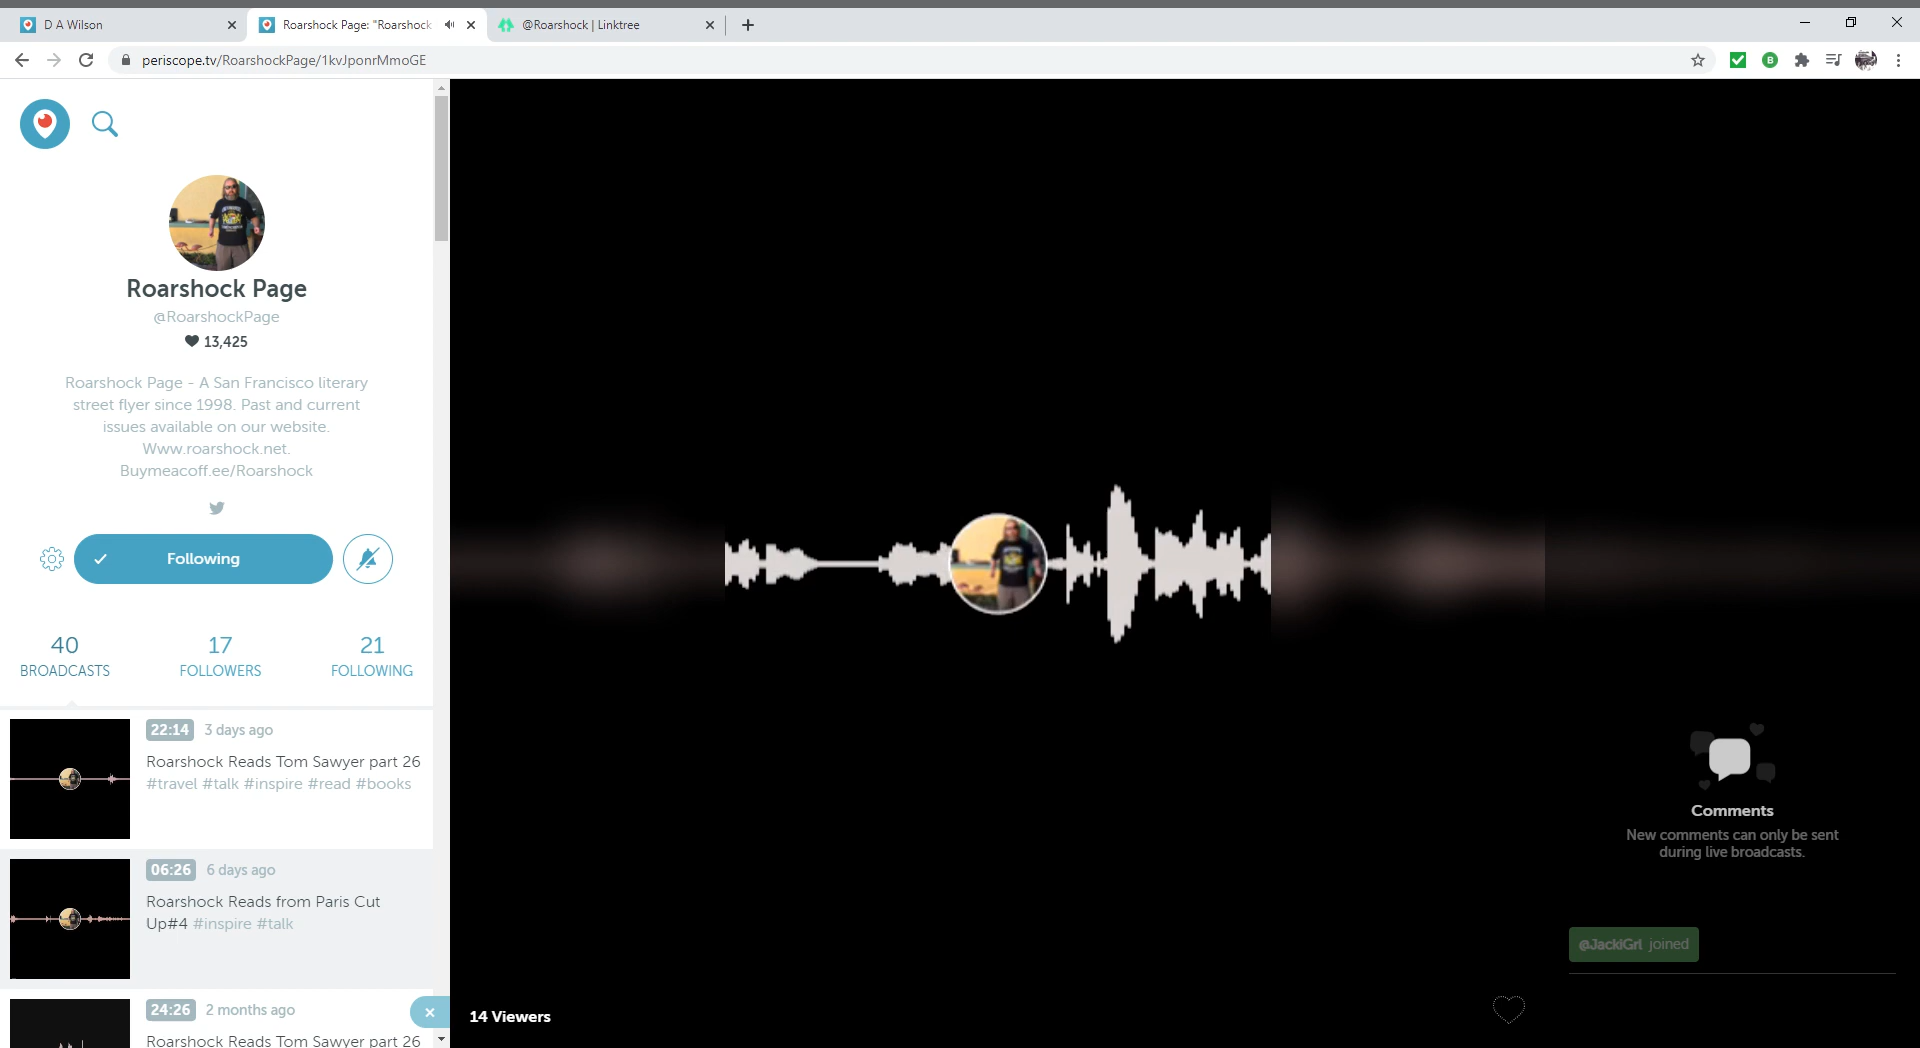 D A Wilson
Roarshock Page: "Roarshock
@Roarshock | Linktree
periscope.tv/RoarshockPage/1kvJponrMmoGE
B
Roarshock Page
@RoarshockPage
13,425
Roarshock Page - A San Francisco literary
street flyer since 1998. Past and current
issues available on our website.
Www.roarshock.net.
Buymeacoff.ee/Roarshock
Following
40
BROADCASTS
17
FOLLOWERS
21
FOLLOWING
22:14 3 days ago
Roarshock Reads Tom Sawyer part 26
#travel #talk #inspire #read #books
06:26 6 days ago
Roarshock Reads from Paris Cut
Up#4 #inspire #talk
24:26 2 months ago
Roarshock Reads Tom Sawyer part 26
14 Viewers
Comments
New comments can only be sent
during live broadcasts.
@JackiGrl joined